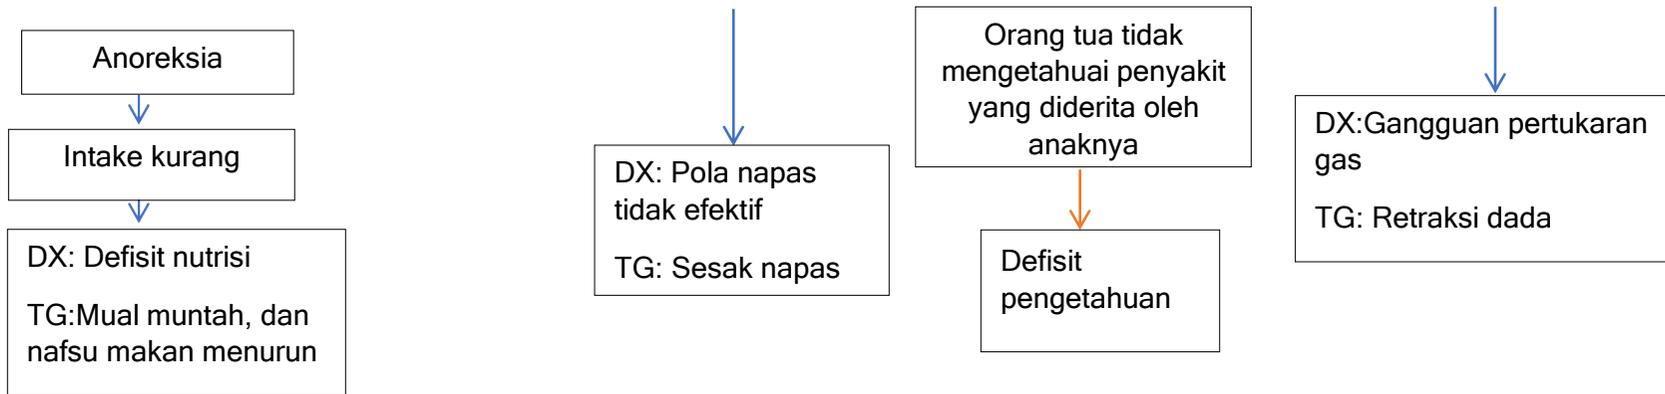 Anoreksia
Intake kurang
DX: Defisit nutrisi
TG:Mual muntah, dan
nafsu makan menurun
DX: Pola napas
tidak efektif
TG: Sesak napas
Orang tua tidak
mengetahuai penyakit
yang diderita oleh
anaknya
Defisit
pengetahuan
DX:Gangguan pertukaran
gas
TG: Retraksi dada